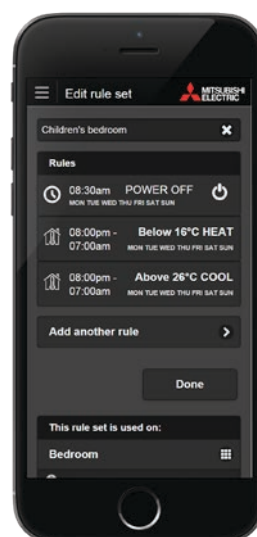 Edit rule set
MITSUBISHI
ELECTRIC
Children's bedroom
Rules
08:30am POWER OFF
MON TUE WED THU FRI SAT SUN
08:00pm - Below 16°C HEAT
07:00am MON TUE WED THU FRI SAT SUN
08:00pm - Above 26°C COOL
07:00am MON TUE WED THU FRI SAT SUN
Add another rule
Done
This rule set is used on:
Bedroom